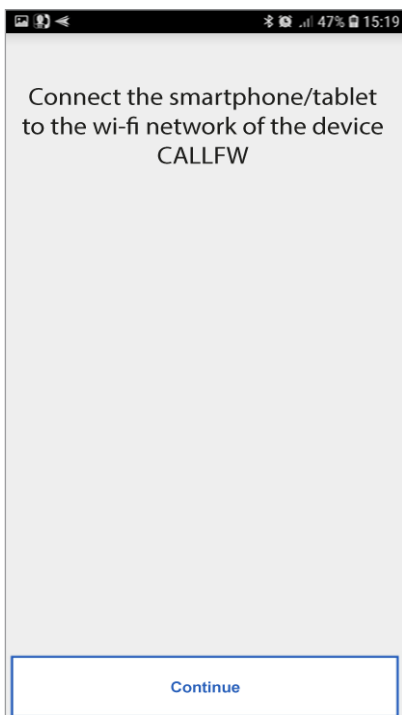 47% 15:19
Connect the smartphone/tablet
to the wi-fi network of the device
CALLFW
Continue